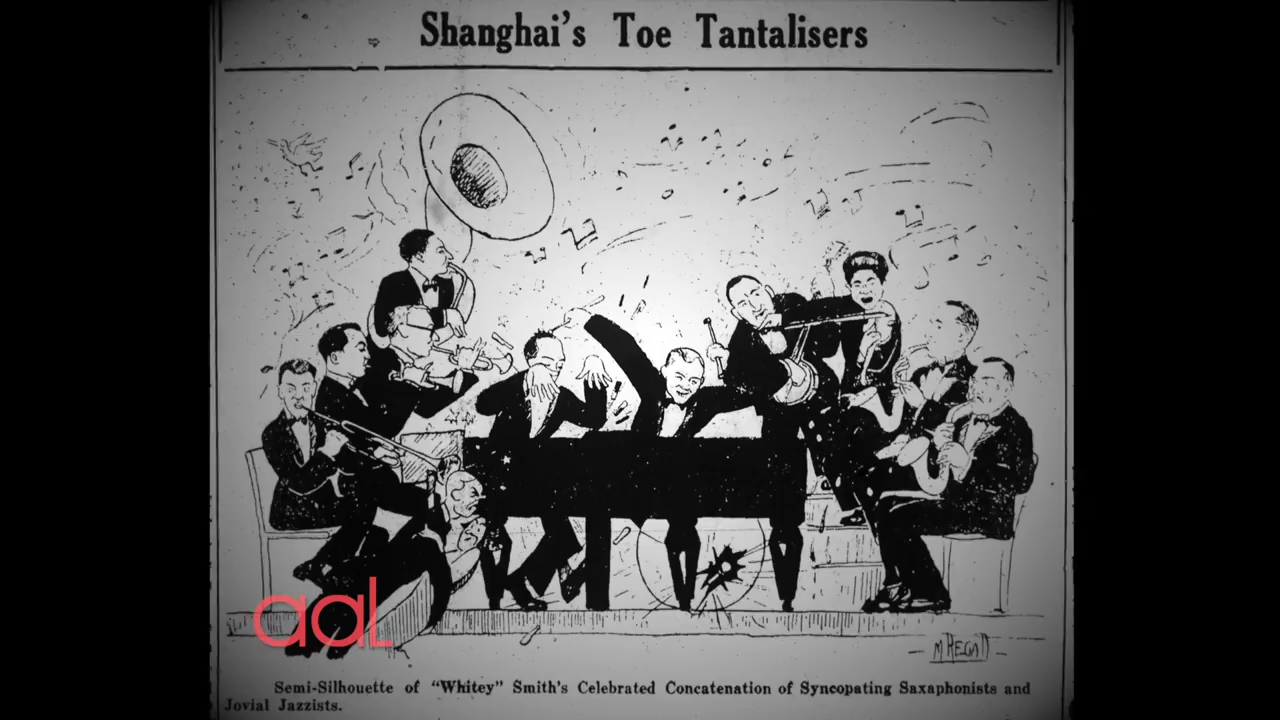 Shanghai's Toe Tantalisers
aal
Semi-Silhouette of "Whitey" Smith's Celebrated Concatenation of Syncopating Saxaphonists and
Jovial Jazzists.